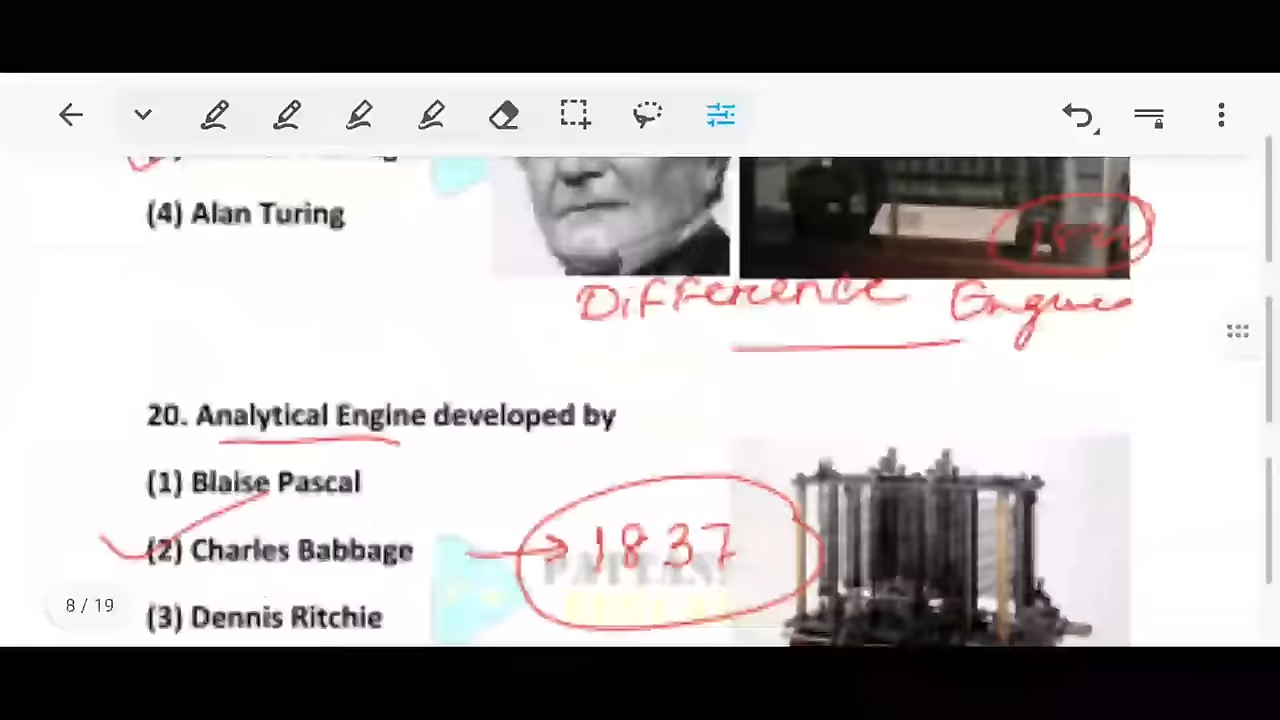 (4) Alan Turing
Difference Engine
20. Analytical Engine developed by
(1) Blaise Pascal
(2) Charles Babbage
1837
(3) Dennis Ritchie
8 / 19